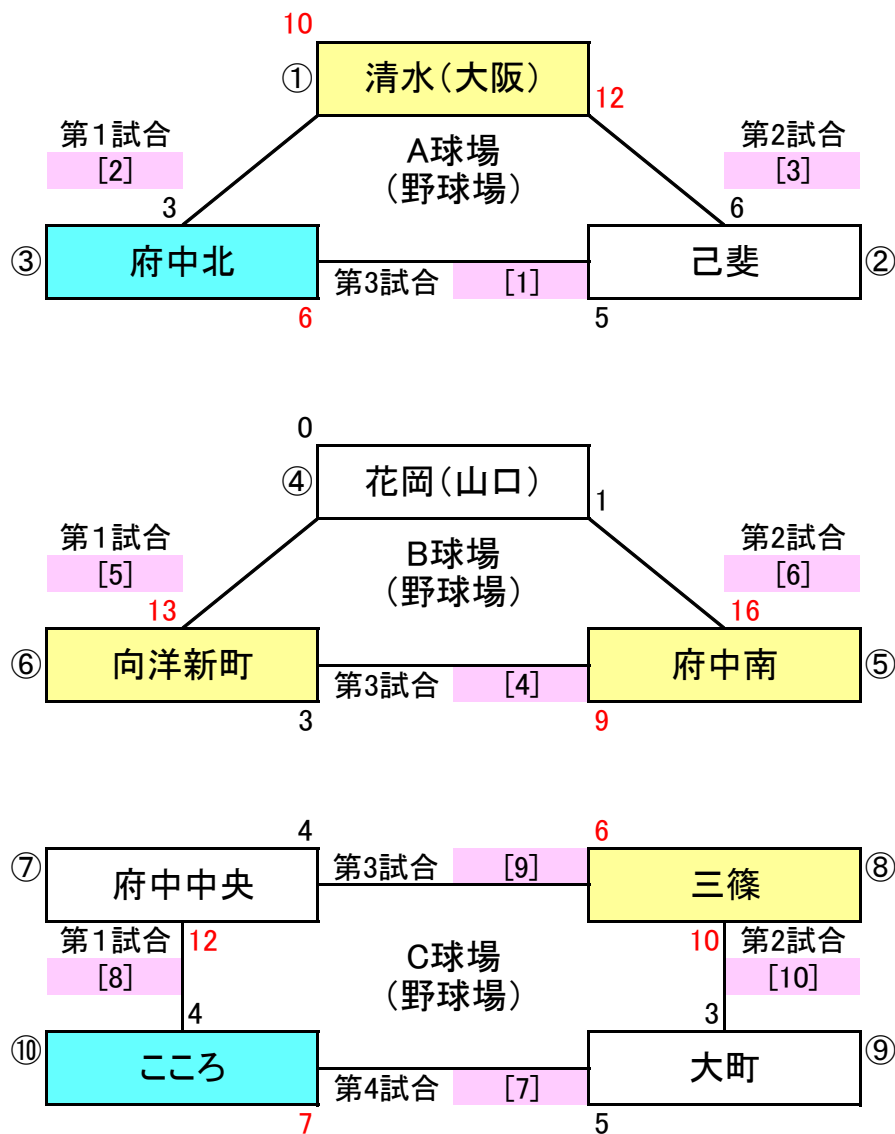 10
① 清水(大阪) 12
第1試合 A球場 第2試合
[2] (野球場) [3]
3 6
③ 府中北 己斐 ②
第3試合 [1]
6 5
0
④ 花岡(山口) 1
第1試合 B球場 第2試合
[5] (野球場) [6]
13 16
⑥ 向洋新町 府中南 ⑤
第3試合 [4]
3 9
4 6
⑦ 府中中央 第3試合 [9] 三篠 ⑧
第1試合 12 C球場 10 第2試合
[8] (野球場) [10]
4 3
⑩ こころ 大町 ⑨
第4試合 [7]
7 5